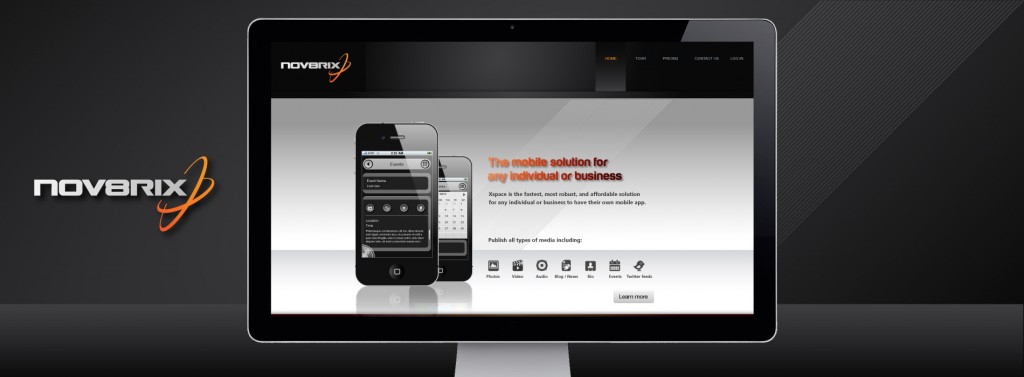 NOV8RIX
NOV8RIX
HOME TOUR PRICING CONTACT US LOG IN
Events
Event Name
Location
The mobile solution for
any individual or business
Xspace is the fastest, most robust, and affordable solution
for any individual or business to have their own mobile app.
Publish all types of media including:
Photos Video Audio Blog / News Bio Events Twitter feeds
Learn more